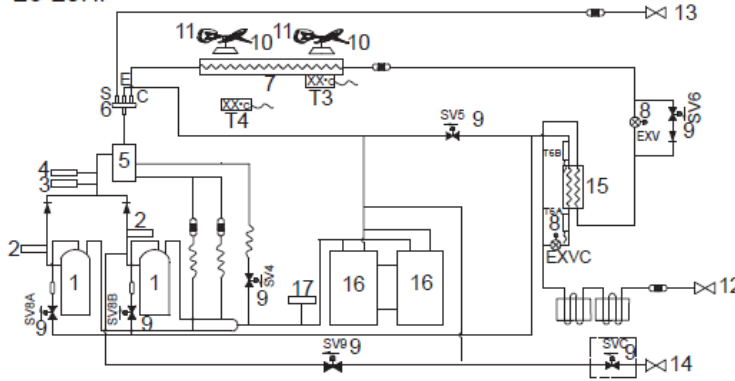 13
11 10 11 10
E
S C
6
7
XX•c
T3
XX•c
T4
SV5 9
8
EXV
SV6
9
4
3
5
T6B
15
T6A
8
EXVC
2
2
1
1
SV4
9
17
16
16
12
SV8A
9
SV8B
9
SV9 9
SVC
9
14